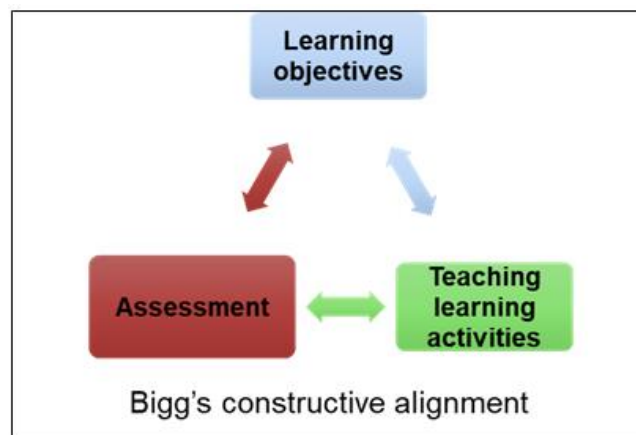 Learning
objectives
Assessment
Teaching
learning
activities
Bigg's constructive alignment